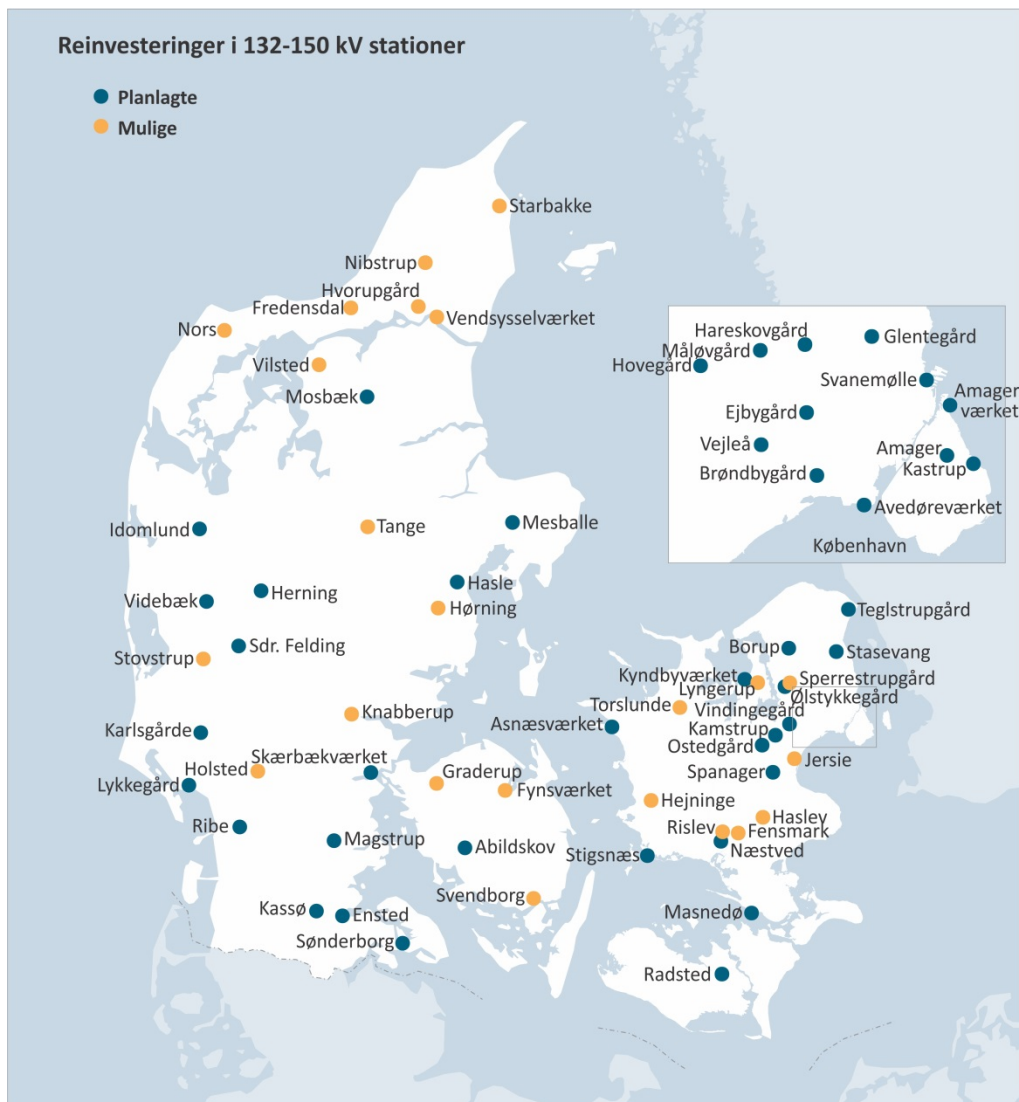 Reinvesteringer i 132-150 kV stationer
Planlagte
Mulige
Starbakke
Nibstrup
Hvorupgård
Fredensdal
Vendsysselværket
Nors
Vilsted
Mosbæk
Hareskovgård
Glentegård
Måløvgård
Hovegård
Svanemølle
Amager
værket
Ejbygård
Vejleå
Amager
Kastrup
Brøndbygård
Avedøreværket
København
Idomlund
Tange
Mesballe
Herning
Hasle
Videbæk
Hørning
Sdr. Felding
Stovstrup
Teglstrupgård
Borup
Stasevang
Kyndbyværket
Sperrestrupgård
Lyngerup
Ølstykkegård
Torslunde
Vindingegård
Knabberup
Asnæsværket
Kamstrup
Karlsgårde
Ostedgård
Skærbækværket
Jersie
Holsted
Spanager
Lykkegård
Graderup
Fynsværket
Hejninge
Haslev
Ribe
Rislev
Fensmark
Magstrup
Abildskov
Næstved
Stigsnæs
Svendborg
Kassø
Ensted
Masnedø
Sønderborg
Radsted